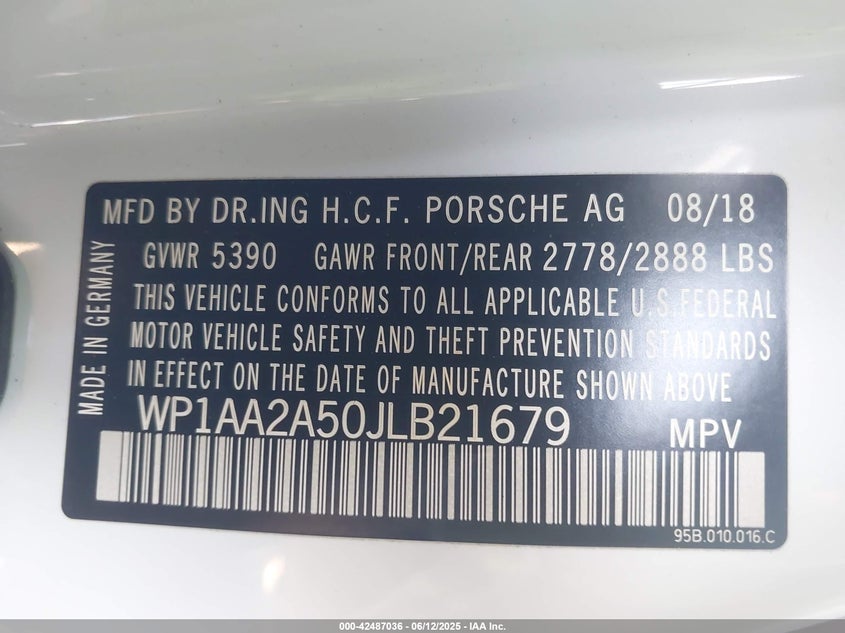 MFD BY DR.ING H.C.F. PORSCHE AG 08/18
GVWR 5390 GAWR FRONT/REAR 2778/2888 LBS
THIS VEHICLE CONFORMS TO ALL APPLICABLE U.S.FEDERAL
MOTOR VEHICLE SAFETY AND THEFT PREVENTION STANDARDS
IN EFFECT ON THE DATE OF MANUFACTURE SHOWN ABOVE.
WP1AA2A50JLB21679 MPV
MADE IN GERMANY
95B.010.016.C
000-42487036 - 06/12/2025 - IAA Inc.